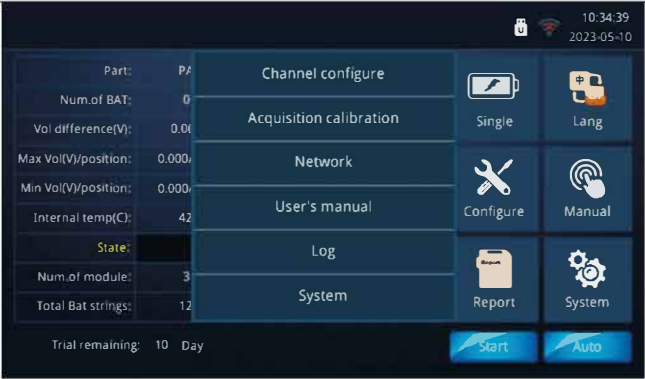 10:34:39
2023-05-10
Part: PA
Num.of BAT: 0
Vol difference(V): 0.06
Max Vol(V)/position: 0.000/
Min Vol(V)/position: 0.000/
Internal temp(C): 42
State:
Num.of module: 3
Total Bat strings: 12
Trial remaining: 10 Day
Channel configure
Acquisition calibration
Network
User's manual
Log
System
Single
中
Lang
Configure
Manual
Report
Report
System
Start
Auto